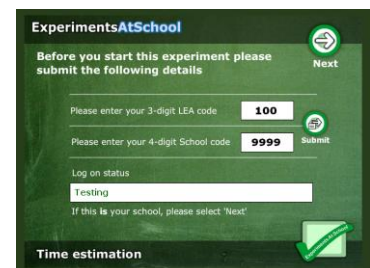 ExperimentsAtSchool
Before you start this experiment please
submit the following details
Next
Please enter your 3-digit LEA code 100
Please enter your 4-digit School code 9999
Submit
Log on status
Testing
If this is your school, please select 'Next'
ExperimentsAtSchool
Time estimation